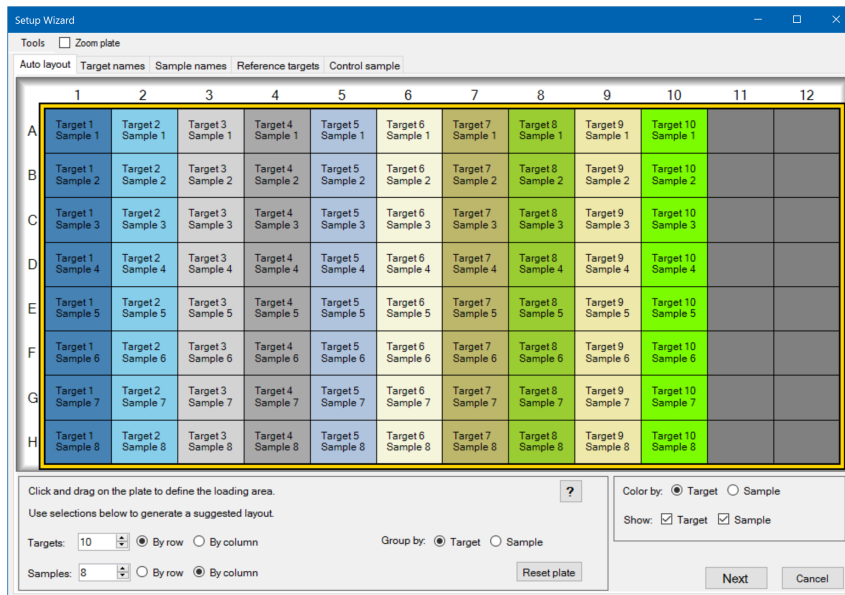 Setup Wizard
Tools Zoom plate
Auto layout Target names Sample names Reference targets Control sample
1 2 3 4 5 6 7 8 9 10 11 12
A Target 1 Target 2 Target 3 Target 4 Target 5 Target 6 Target 7 Target 8 Target 9 Target 10
Sample 1 Sample 1 Sample 1 Sample 1 Sample 1 Sample 1 Sample 1 Sample 1 Sample 1 Sample 1
B Target 1 Target 2 Target 3 Target 4 Target 5 Target 6 Target 7 Target 8 Target 9 Target 10
Sample 2 Sample 2 Sample 2 Sample 2 Sample 2 Sample 2 Sample 2 Sample 2 Sample 2 Sample 2
C Target 1 Target 2 Target 3 Target 4 Target 5 Target 6 Target 7 Target 8 Target 9 Target 10
Sample 3 Sample 3 Sample 3 Sample 3 Sample 3 Sample 3 Sample 3 Sample 3 Sample 3 Sample 3
D Target 1 Target 2 Target 3 Target 4 Target 5 Target 6 Target 7 Target 8 Target 9 Target 10
Sample 4 Sample 4 Sample 4 Sample 4 Sample 4 Sample 4 Sample 4 Sample 4 Sample 4 Sample 4
E Target 1 Target 2 Target 3 Target 4 Target 5 Target 6 Target 7 Target 8 Target 9 Target 10
Sample 5 Sample 5 Sample 5 Sample 5 Sample 5 Sample 5 Sample 5 Sample 5 Sample 5 Sample 5
F Target 1 Target 2 Target 3 Target 4 Target 5 Target 6 Target 7 Target 8 Target 9 Target 10
Sample 6 Sample 6 Sample 6 Sample 6 Sample 6 Sample 6 Sample 6 Sample 6 Sample 6 Sample 6
G Target 1 Target 2 Target 3 Target 4 Target 5 Target 6 Target 7 Target 8 Target 9 Target 10
Sample 7 Sample 7 Sample 7 Sample 7 Sample 7 Sample 7 Sample 7 Sample 7 Sample 7 Sample 7
H Target 1 Target 2 Target 3 Target 4 Target 5 Target 6 Target 7 Target 8 Target 9 Target 10
Sample 8 Sample 8 Sample 8 Sample 8 Sample 8 Sample 8 Sample 8 Sample 8 Sample 8 Sample 8
Click and drag on the plate to define the loading area. ?
Use selections below to generate a suggested layout.
Targets: 10 By row By column Group by: Target Sample
Samples: 8 By row By column Reset plate
Color by: Target Sample
Show: Target Sample
Next Cancel